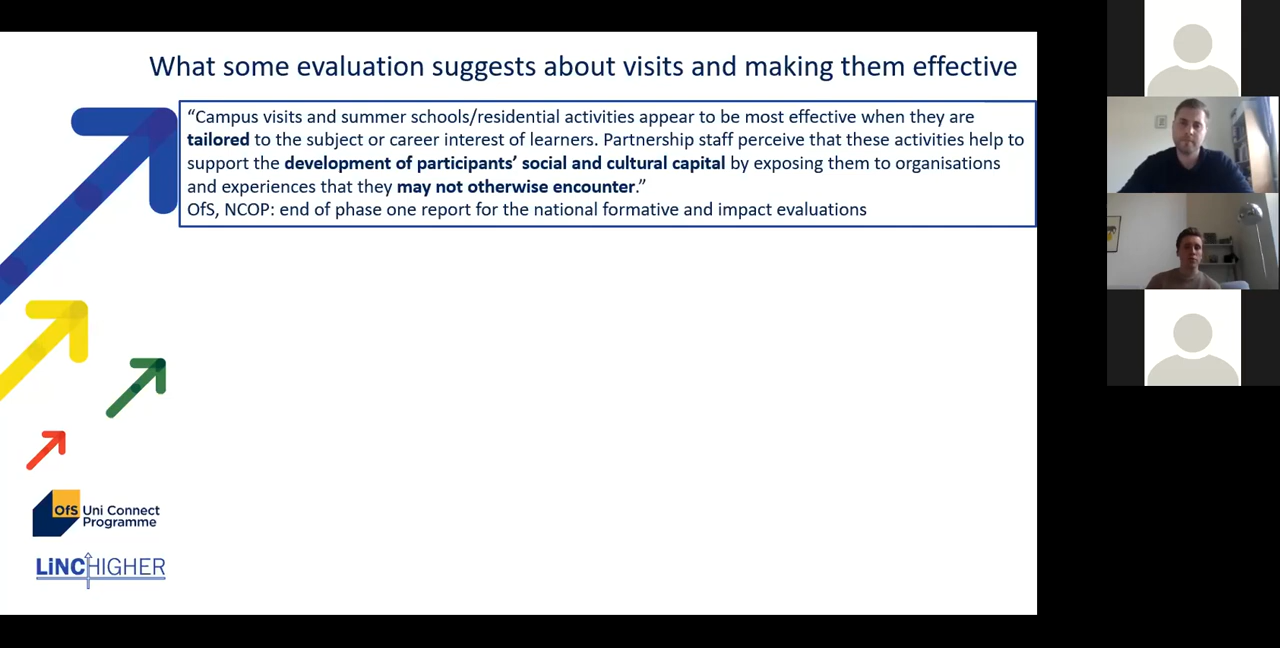 What some evaluation suggests about visits and making them effective
“Campus visits and summer schools/residential activities appear to be most effective when they are
tailored to the subject or career interest of learners. Partnership staff perceive that these activities help to
support the development of participants’ social and cultural capital by exposing them to organisations
and experiences that they may not otherwise encounter.”
OfS, NCOP: end of phase one report for the national formative and impact evaluations
OfS Uni Connect
Programme
LiNCHIGHER